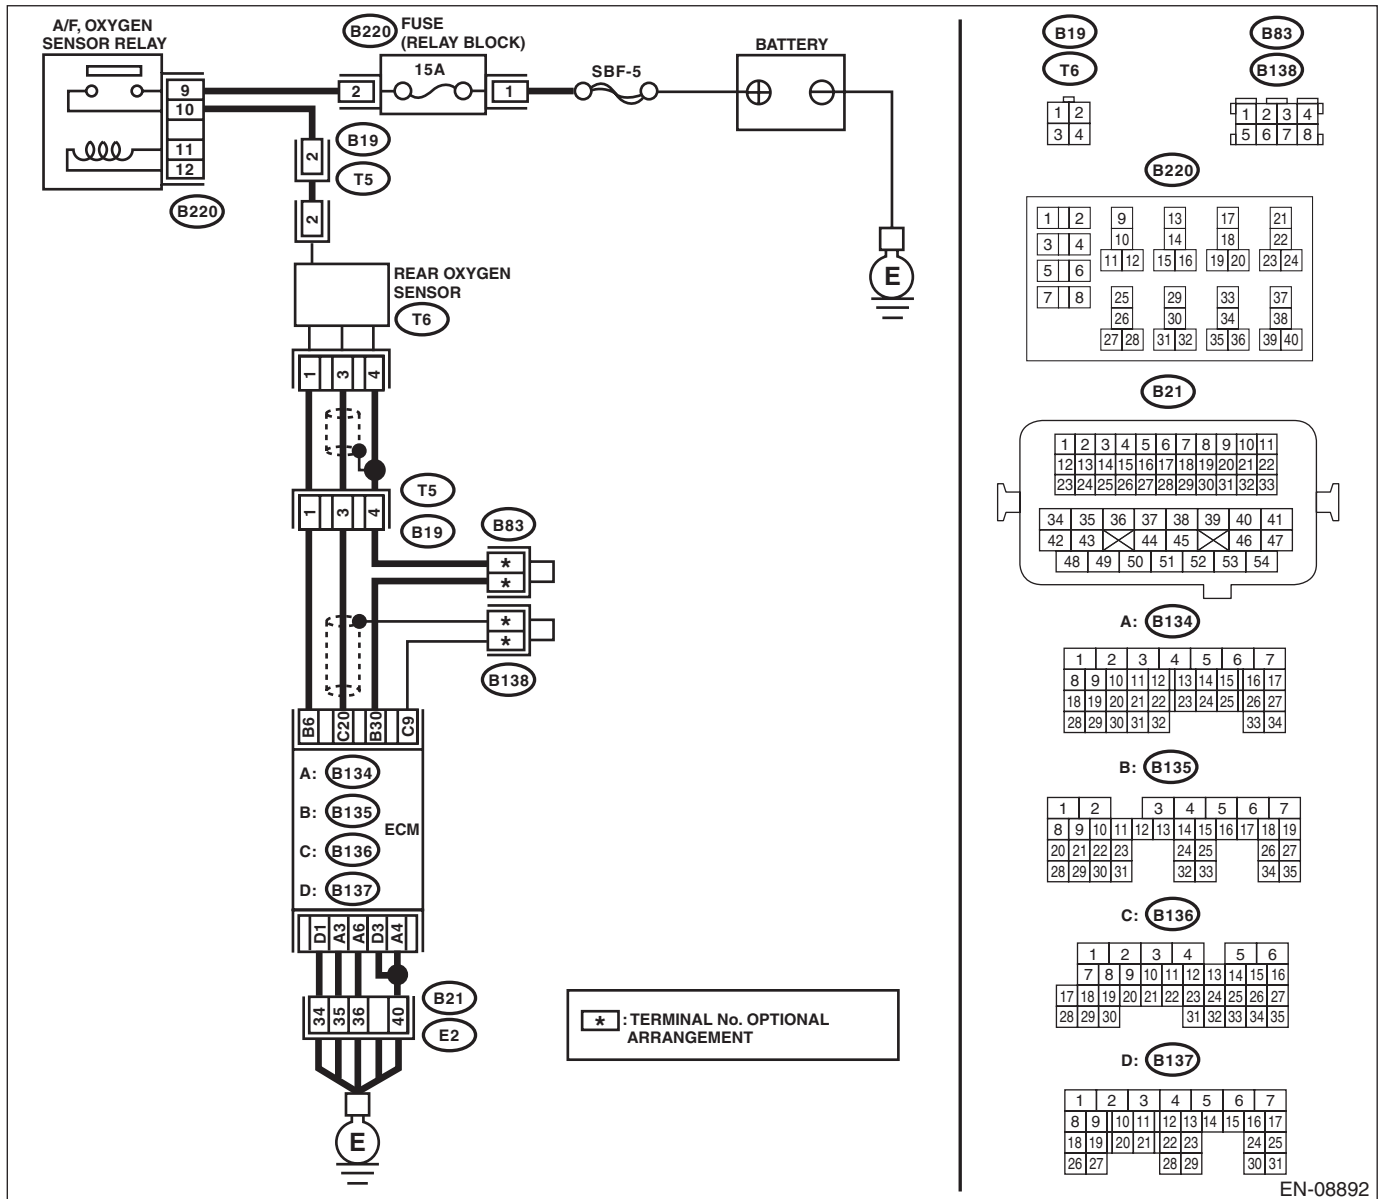 A/F, OXYGEN
SENSOR RELAY
B220
FUSE
(RELAY BLOCK)
15A
SBF-5
BATTERY
9
10
11
12
2
1
B220
2
B19
T5
2
E
REAR OXYGEN
SENSOR
T6
1 3 4
1 3 4
T5
B19
B83
*
*
*
*
B138
B6 C20 B30 C9
A: B134
B: B135
C: B136
D: B137
ECM
D1 A3 A6 D3 A4
34 35 36 40
B21
E2
E
* : TERMINAL No. OPTIONAL
ARRANGEMENT
B19
T6
1 2
3 4
B83
B138
1 2 3 4
5 6 7 8
B220
1 2 9 13 17 21
3 4 10 14 18 22
11 12 15 16 19 20 23 24
5 6
7 8 25 29 33 37
26 30 34 38
27 28 31 32 35 36 39 40
B21
1 2 3 4 5 6 7 8 9 10 11
12 13 14 15 16 17 18 19 20 21 22
23 24 25 26 27 28 29 30 31 32 33
34 35 36 37 38 39 40 41
42 43 44 45 46 47
48 49 50 51 52 53 54
A: B134
1 2 3 4 5 6 7
8 9 10 11 12 13 14 15 16 17
18 19 20 21 22 23 24 25 26 27
28 29 30 31 32 33 34
B: B135
1 2 3 4 5 6 7
8 9 10 11 12 13 14 15 16 17 18 19
20 21 22 23 24 25 26 27
28 29 30 31 32 33 34 35
C: B136
1 2 3 4 5 6
7 8 9 10 11 12 13 14 15 16
17 18 19 20 21 22 23 24 25 26 27
28 29 30 31 32 33 34 35
D: B137
1 2 3 4 5 6 7
8 9 10 11 12 13 14 15 16 17
18 19 20 21 22 23 24 25
26 27 28 29 30 31
EN-08892